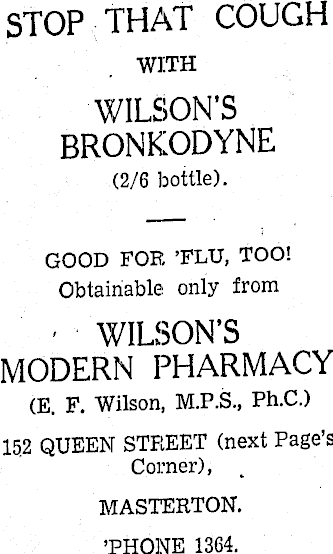 STOP THAT COUGH
WITH
WILSON'S
BRONKODYNE
(2/6 bottle).
GOOD FOR 'FLU, TOO!
Obtainable only from
WILSON'S
MODERN PHARMACY
(E. F. Wilson, M.P.S., Ph.C.)
152 QUEEN STREET (next Page's
Corner),
MASTERTON.
'PHONE 1364.